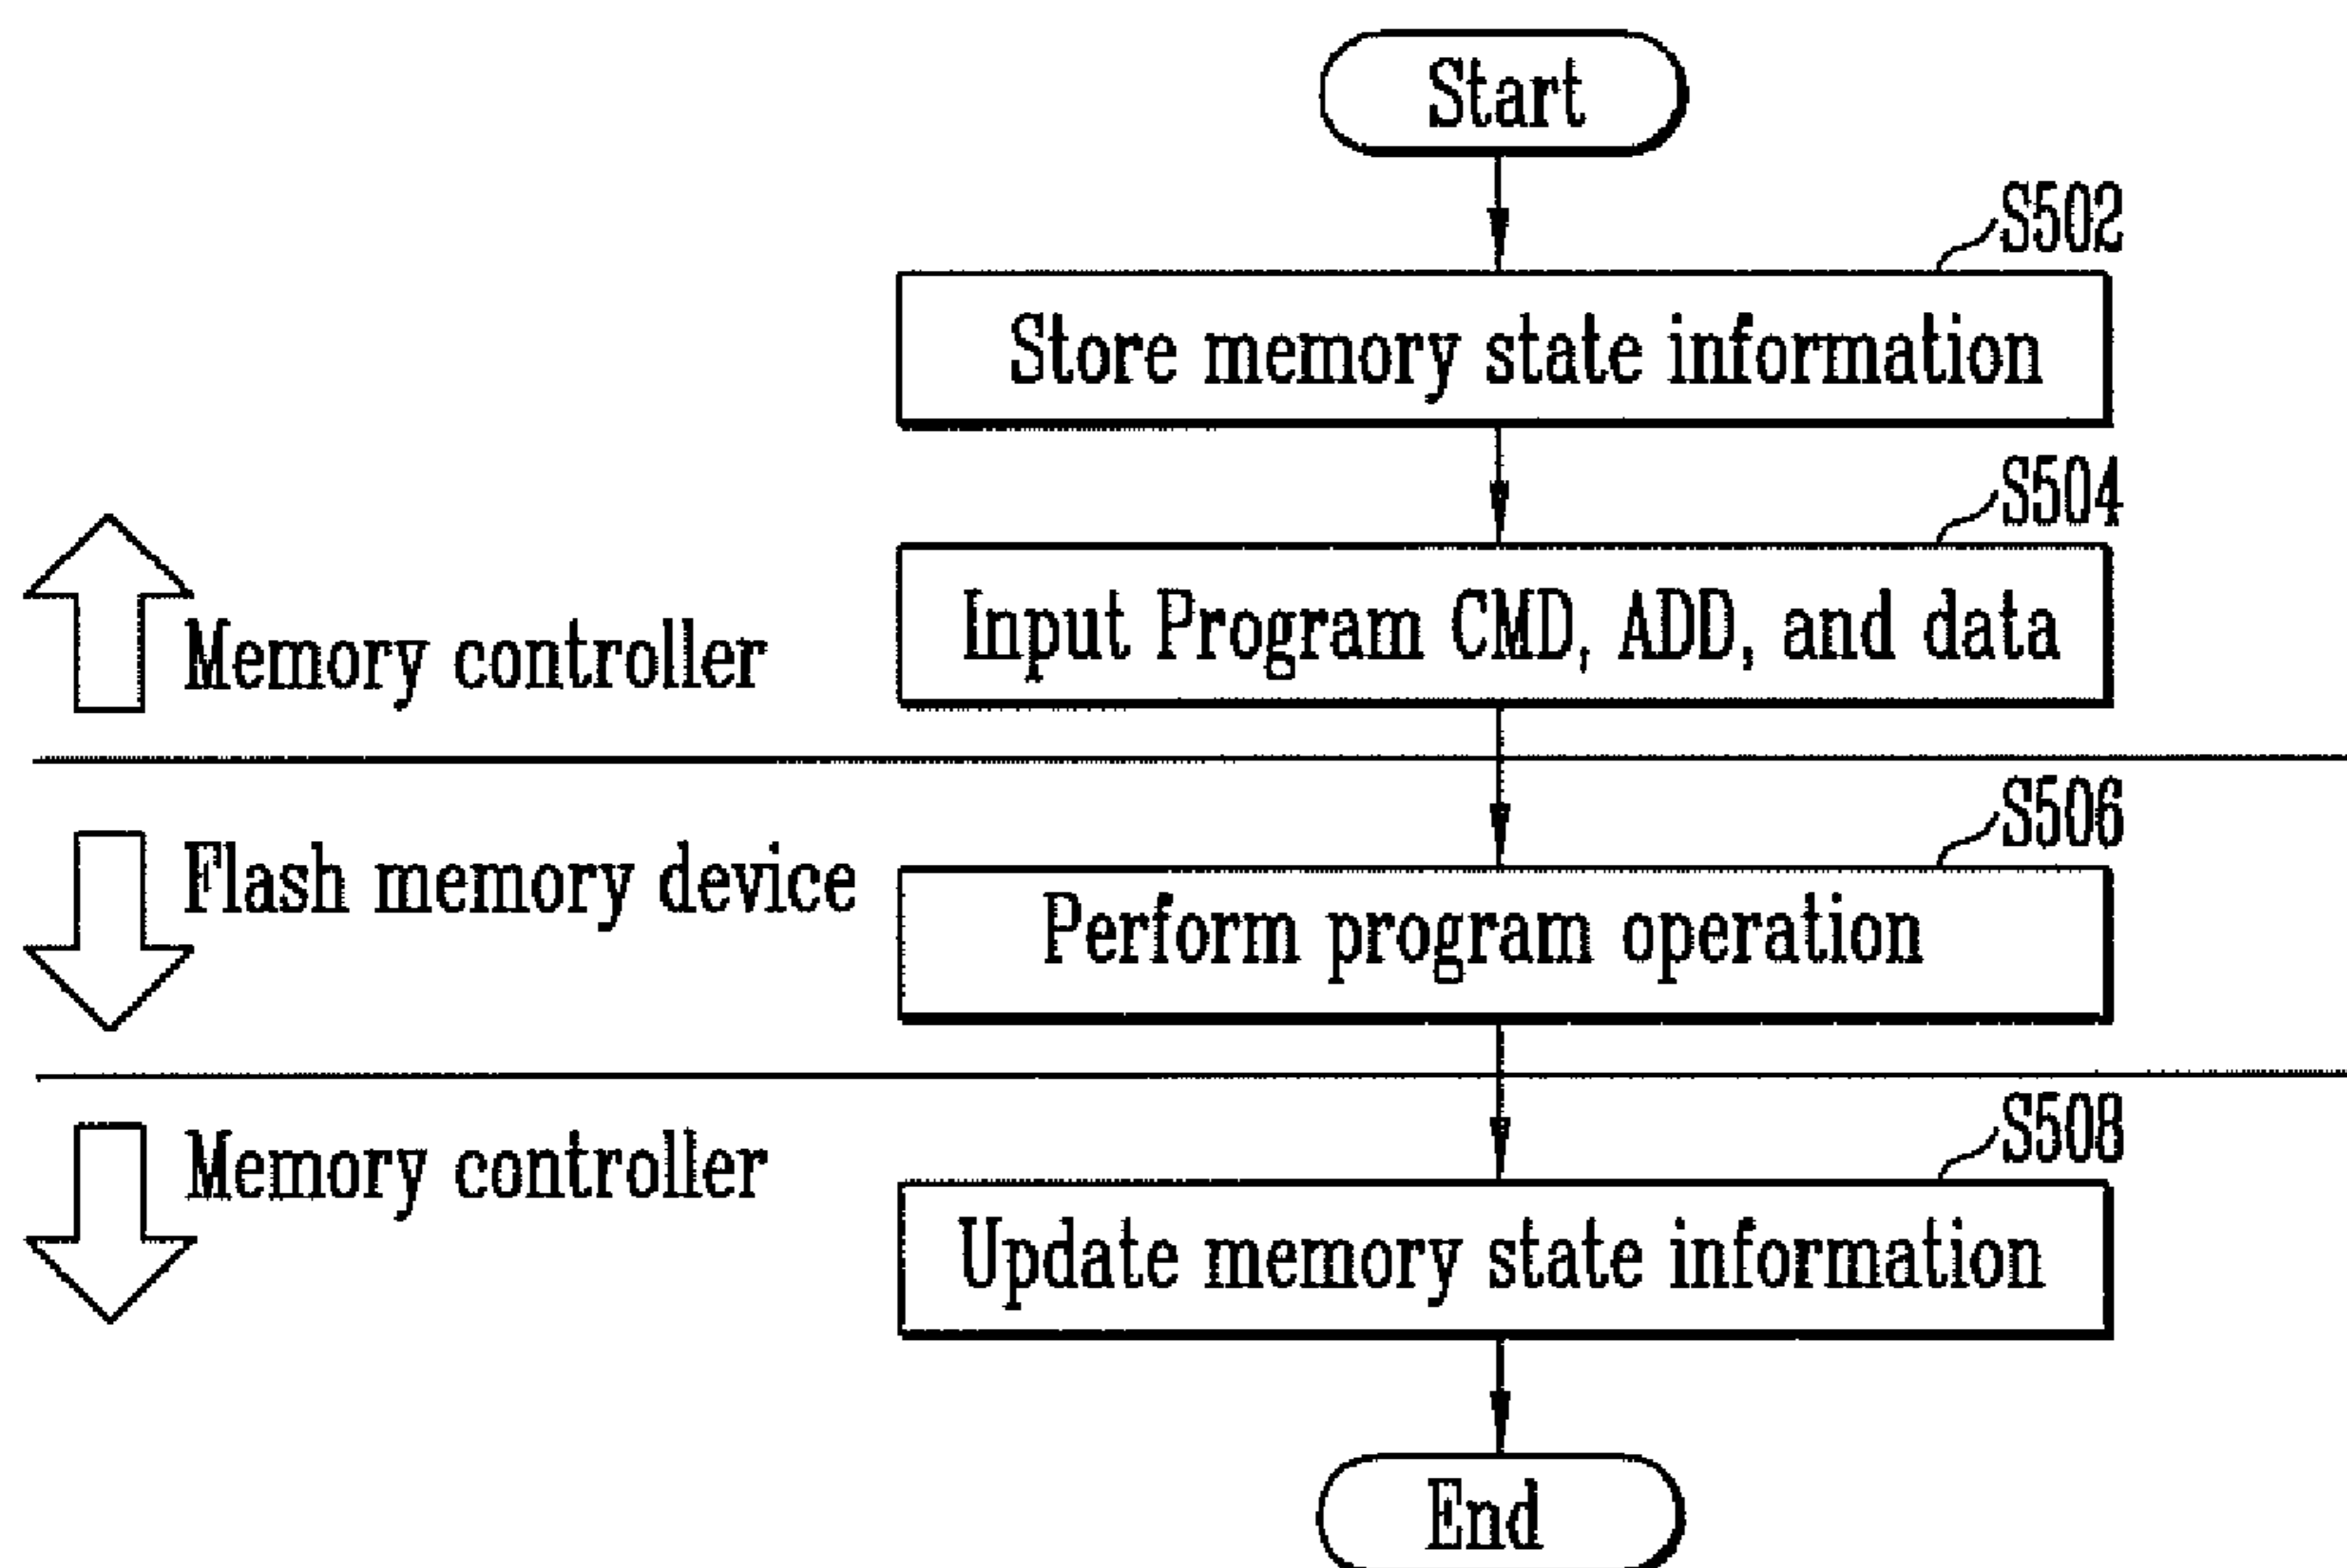 Start
S502
Store memory state information
S504
Input Program CMD, ADD, and data
Memory controller
S506
Flash memory device
Perform program operation
S508
Memory controller
Update memory state information
End